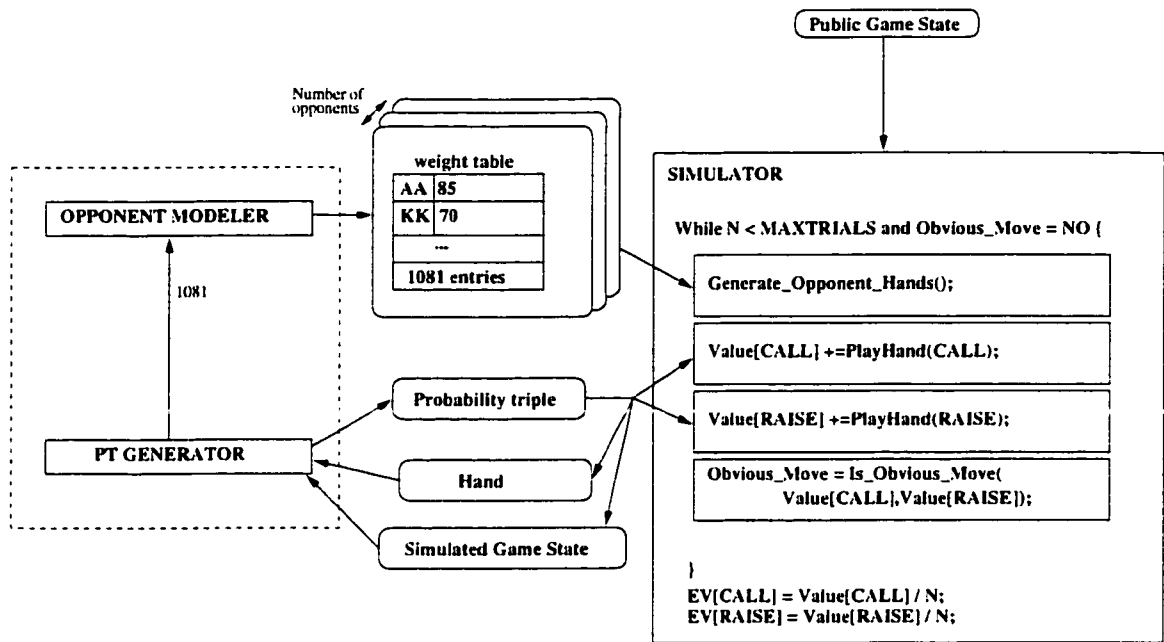 Public Game State
Number of
opponents
weight table
AA 85
KK 70
...
1081 entries
OPPONENT MODELER
1081
PT GENERATOR
Probability triple
Hand
Simulated Game State
SIMULATOR
While N < MAXTRIALS and Obvious_Move = NO {
Generate_Opponent_Hands();
Value[CALL] +=PlayHand(CALL);
Value[RAISE] +=PlayHand(RAISE);
Obvious_Move = Is_Obvious_Move(
Value[CALL],Value[RAISE]);
}
EV[CALL] = Value[CALL] / N;
EV[RAISE] = Value[RAISE] / N;